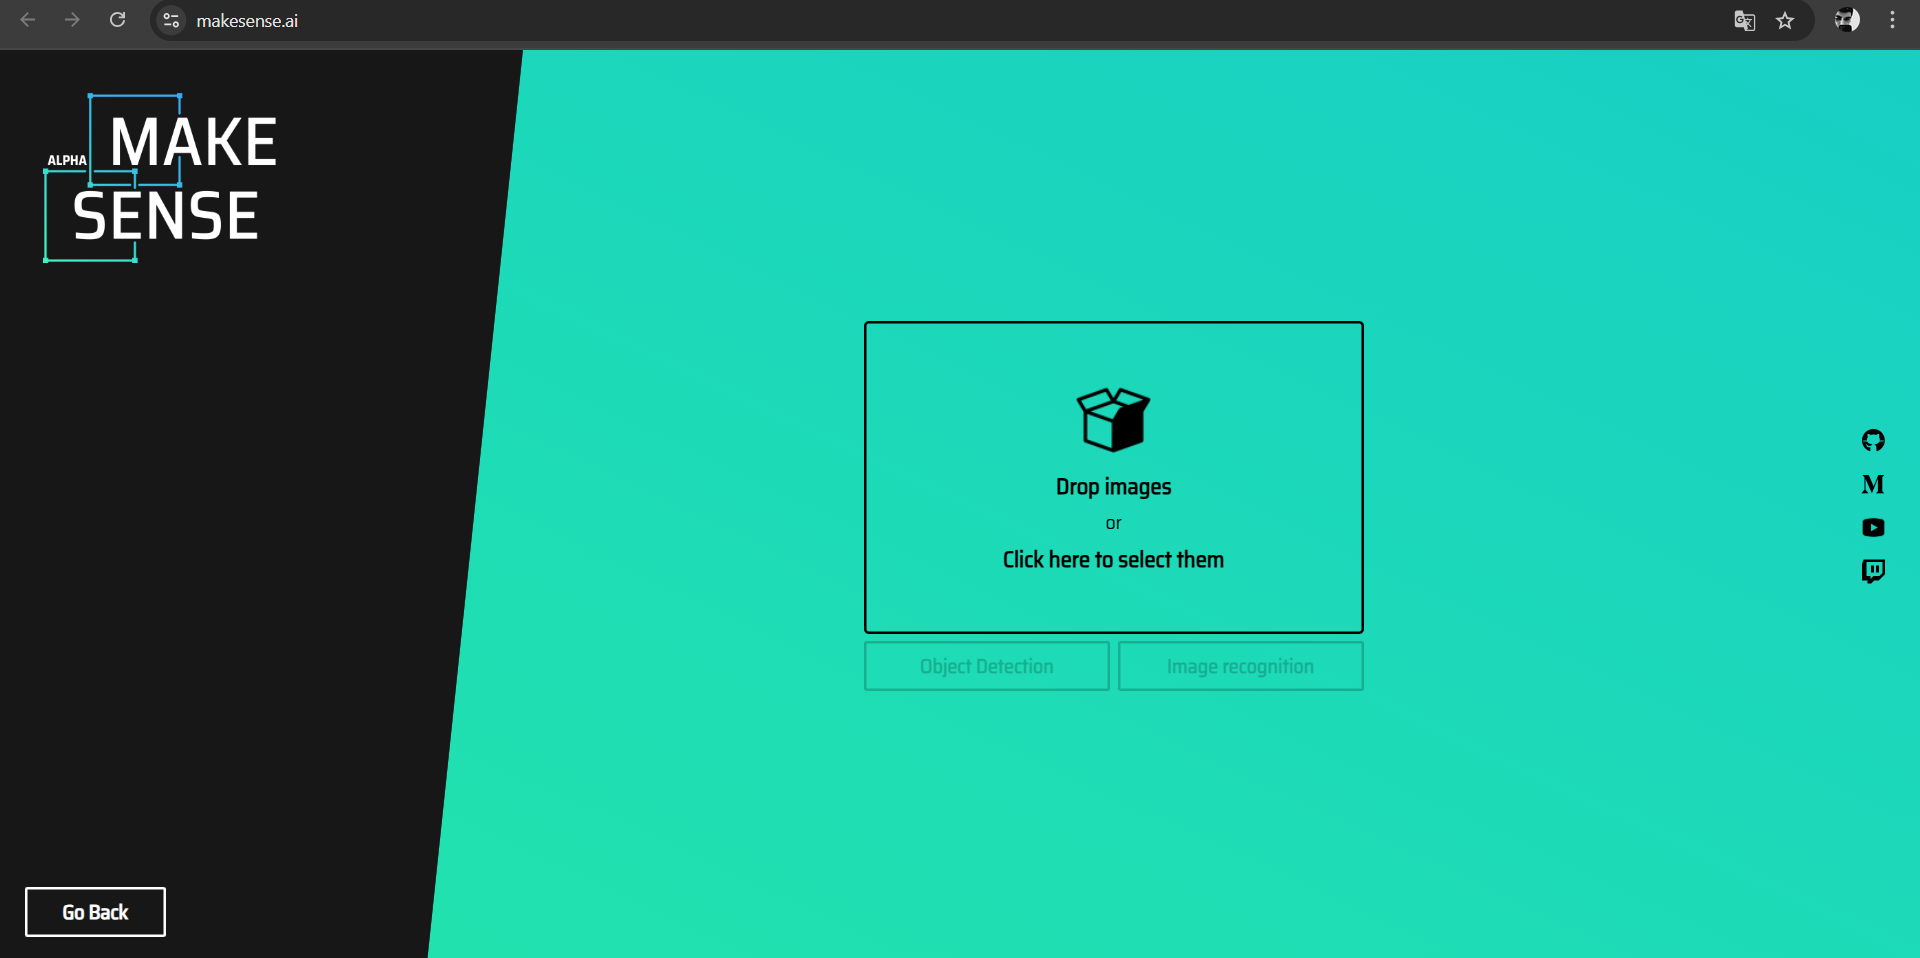 makesense.ai
MAKE
ALPHA
SENSE
Drop images
or
Click here to select them
Object Detection
Image recognition
Go Back